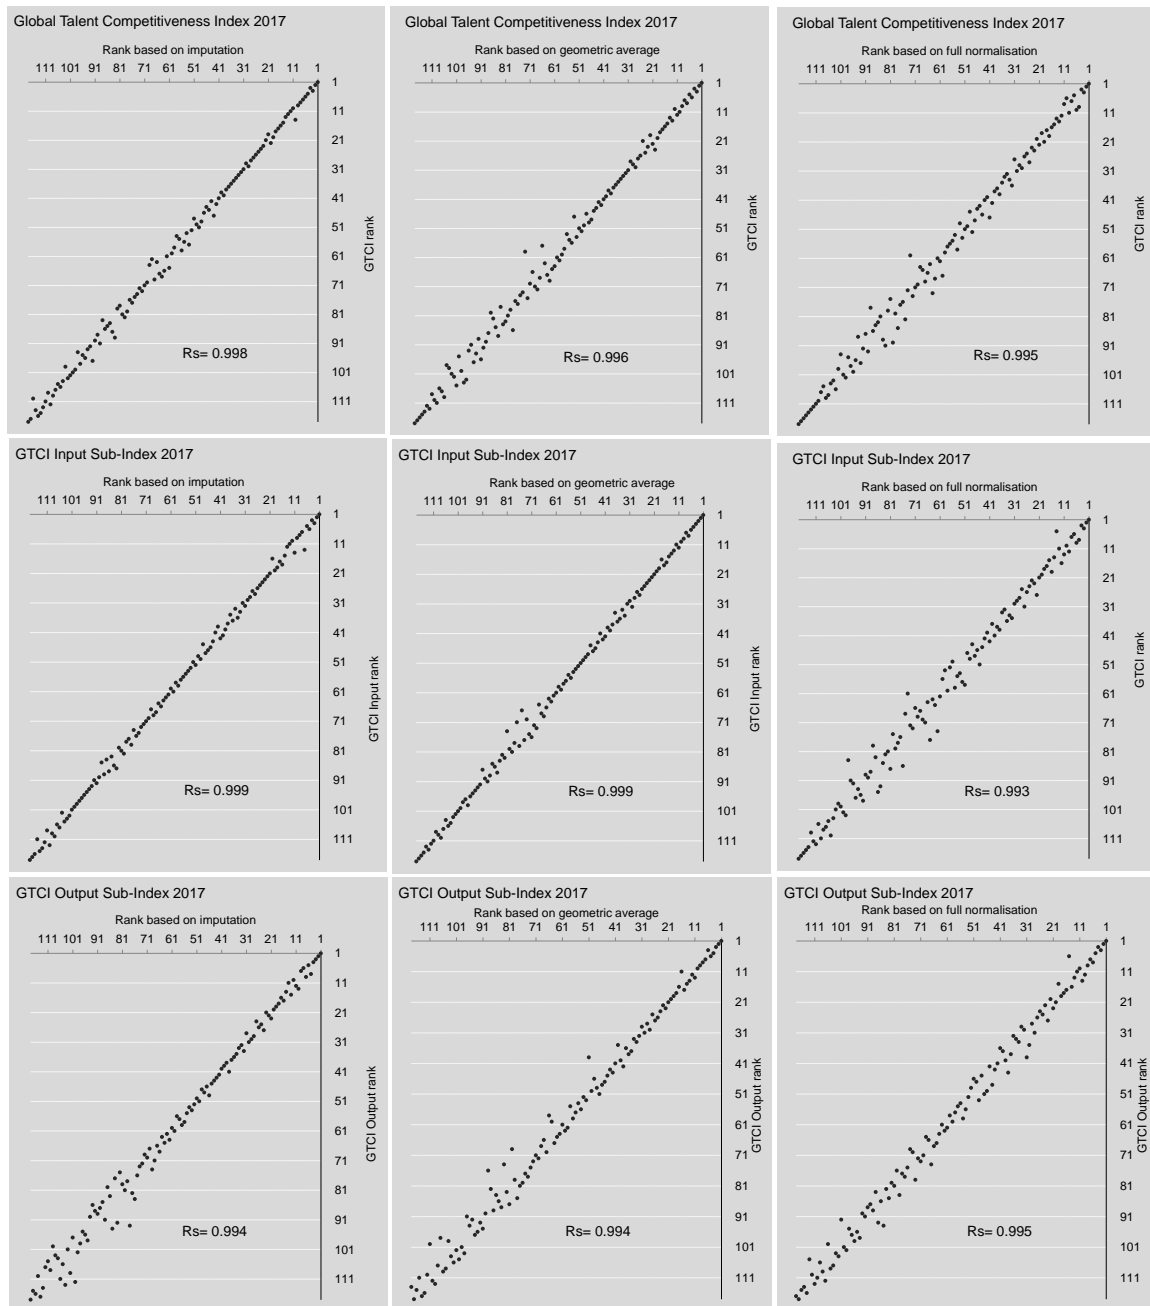 Global Talent Competitiveness Index 2017
Rank based on imputation
111 101 91 81 71 61 51 41 31 21 11 1
1
11
21
31
41
51
61
71
81
91
101
111
GTCI rank
Rs= 0.998
Global Talent Competitiveness Index 2017
Rank based on geometric average
111 101 91 81 71 61 51 41 31 21 11 1
1
11
21
31
41
51
61
71
81
91
101
111
GTCI rank
Rs= 0.996
Global Talent Competitiveness Index 2017
Rank based on full normalisation
111 101 91 81 71 61 51 41 31 21 11 1
1
11
21
31
41
51
61
71
81
91
101
111
GTCI rank
Rs= 0.995
GTCI Input Sub-Index 2017
Rank based on imputation
111 101 91 81 71 61 51 41 31 21 11 1
1
11
21
31
41
51
61
71
81
91
101
111
GTCI Input rank
Rs= 0.999
GTCI Input Sub-Index 2017
Rank based on geometric average
111 101 91 81 71 61 51 41 31 21 11 1
1
11
21
31
41
51
61
71
81
91
101
111
GTCI Input rank
Rs= 0.999
GTCI Input Sub-Index 2017
Rank based on full normalisation
111 101 91 81 71 61 51 41 31 21 11 1
1
11
21
31
41
51
61
71
81
91
101
111
GTCI rank
Rs= 0.993
GTCI Output Sub-Index 2017
Rank based on imputation
111 101 91 81 71 61 51 41 31 21 11 1
1
11
21
31
41
51
61
71
81
91
101
111
GTCI Output rank
Rs= 0.994
GTCI Output Sub-Index 2017
Rank based on geometric average
111 101 91 81 71 61 51 41 31 21 11 1
1
11
21
31
41
51
61
71
81
91
101
111
GTCI Output rank
Rs= 0.994
GTCI Output Sub-Index 2017
Rank based on full normalisation
111 101 91 81 71 61 51 41 31 21 11 1
1
11
21
31
41
51
61
71
81
91
101
111
GTCI Output rank
Rs= 0.995